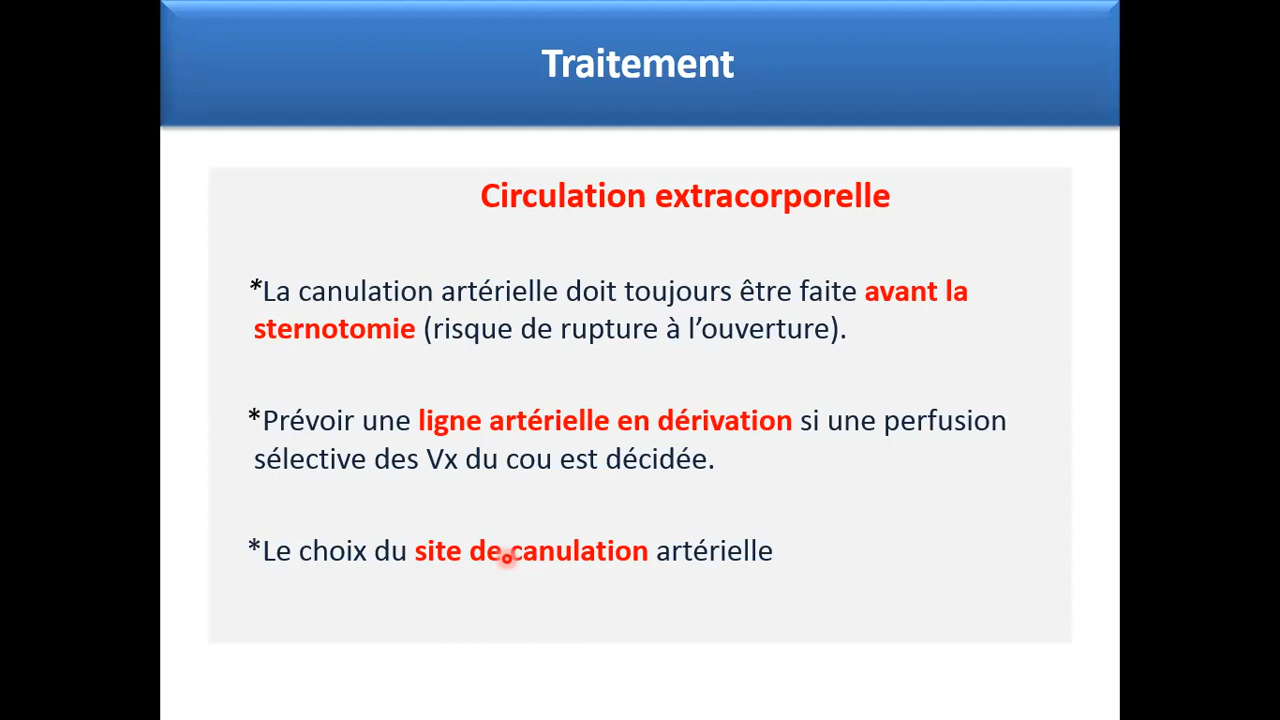 Traitement
Circulation extracorporelle
*La canulation artérielle doit toujours être faite avant la
sternotomie (risque de rupture à l’ouverture).
*Prévoir une ligne artérielle en dérivation si une perfusion
sélective des Vx du cou est décidée.
*Le choix du site de canulation artérielle